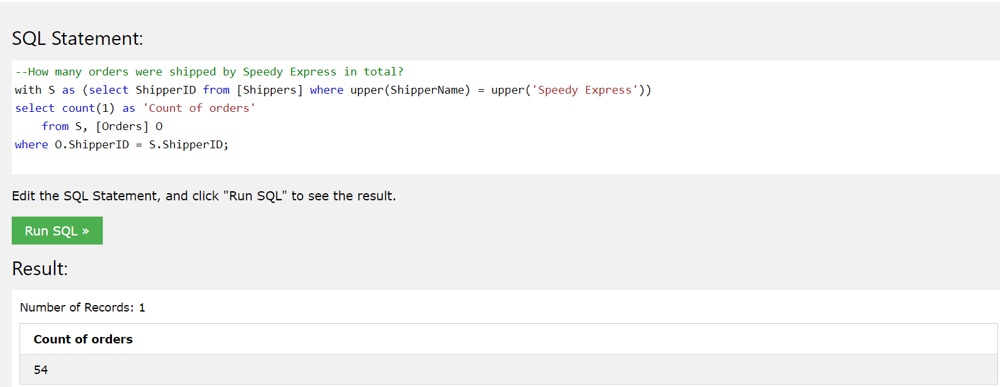 SQL Statement:
--How many orders were shipped by Speedy Express in total?
with S as (select ShipperID from [Shippers] where upper(ShipperName) = upper('Speedy Express'))
select count(1) as 'Count of orders'
    from S, [Orders] O
where O.ShipperID = S.ShipperID;
Edit the SQL Statement, and click "Run SQL" to see the result.
Run SQL »
Result:
Number of Records: 1
Count of orders
54